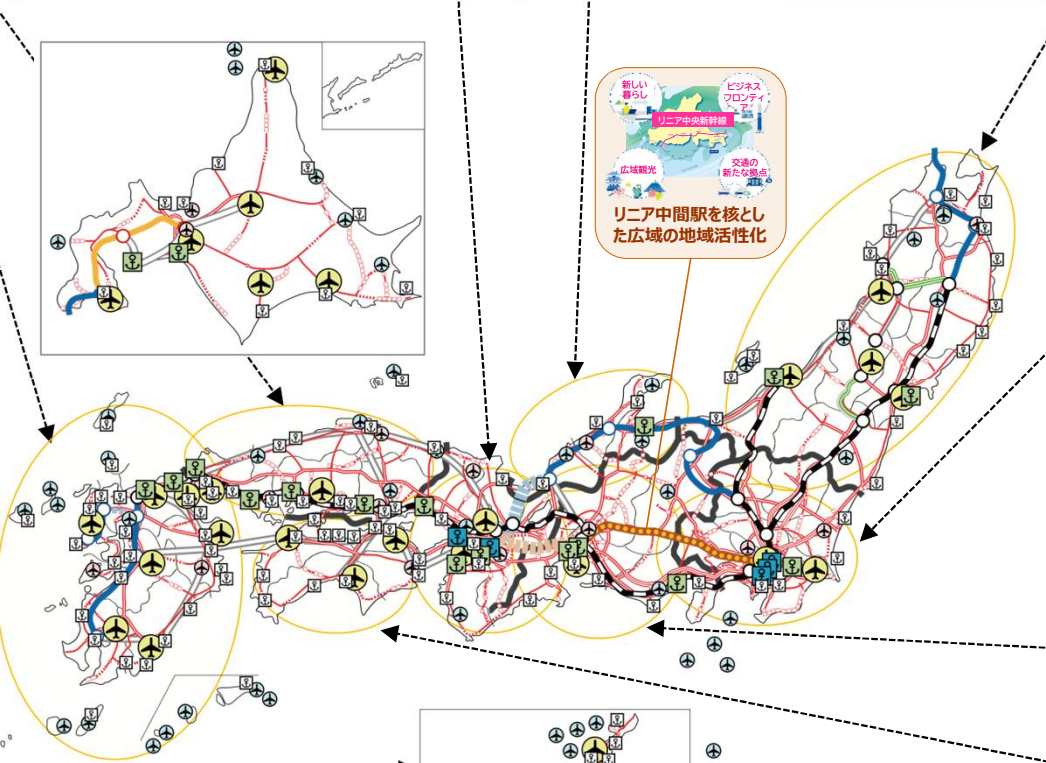 新しい
暮らし
ビジネス
フロンティ
ア
リニア中央新幹線
広域観光
交通の
新たな拠点
リニア中間駅を核とし
た広域の地域活性化